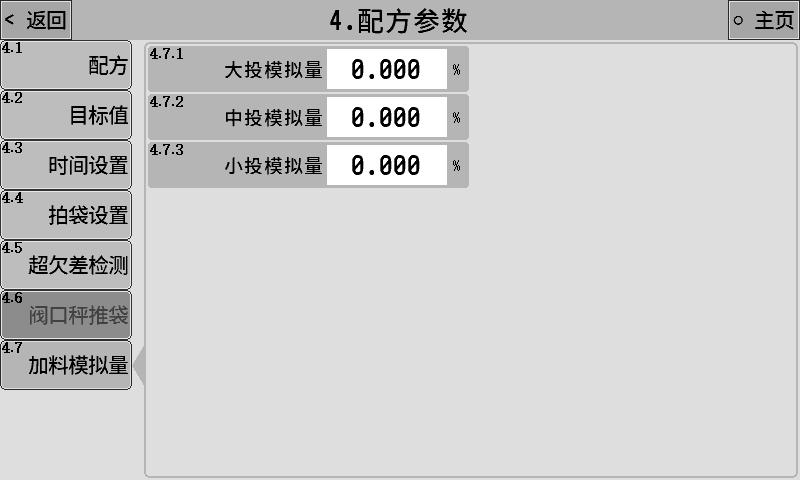 < 返回
4.配方参数
○ 主页
4.1 配方
4.2 目标值
4.3 时间设置
4.4 拍袋设置
4.5 超欠差检测
4.6 阀口秤推袋
4.7 加料模拟量
4.7.1 大投模拟量 0.000 %
4.7.2 中投模拟量 0.000 %
4.7.3 小投模拟量 0.000 %